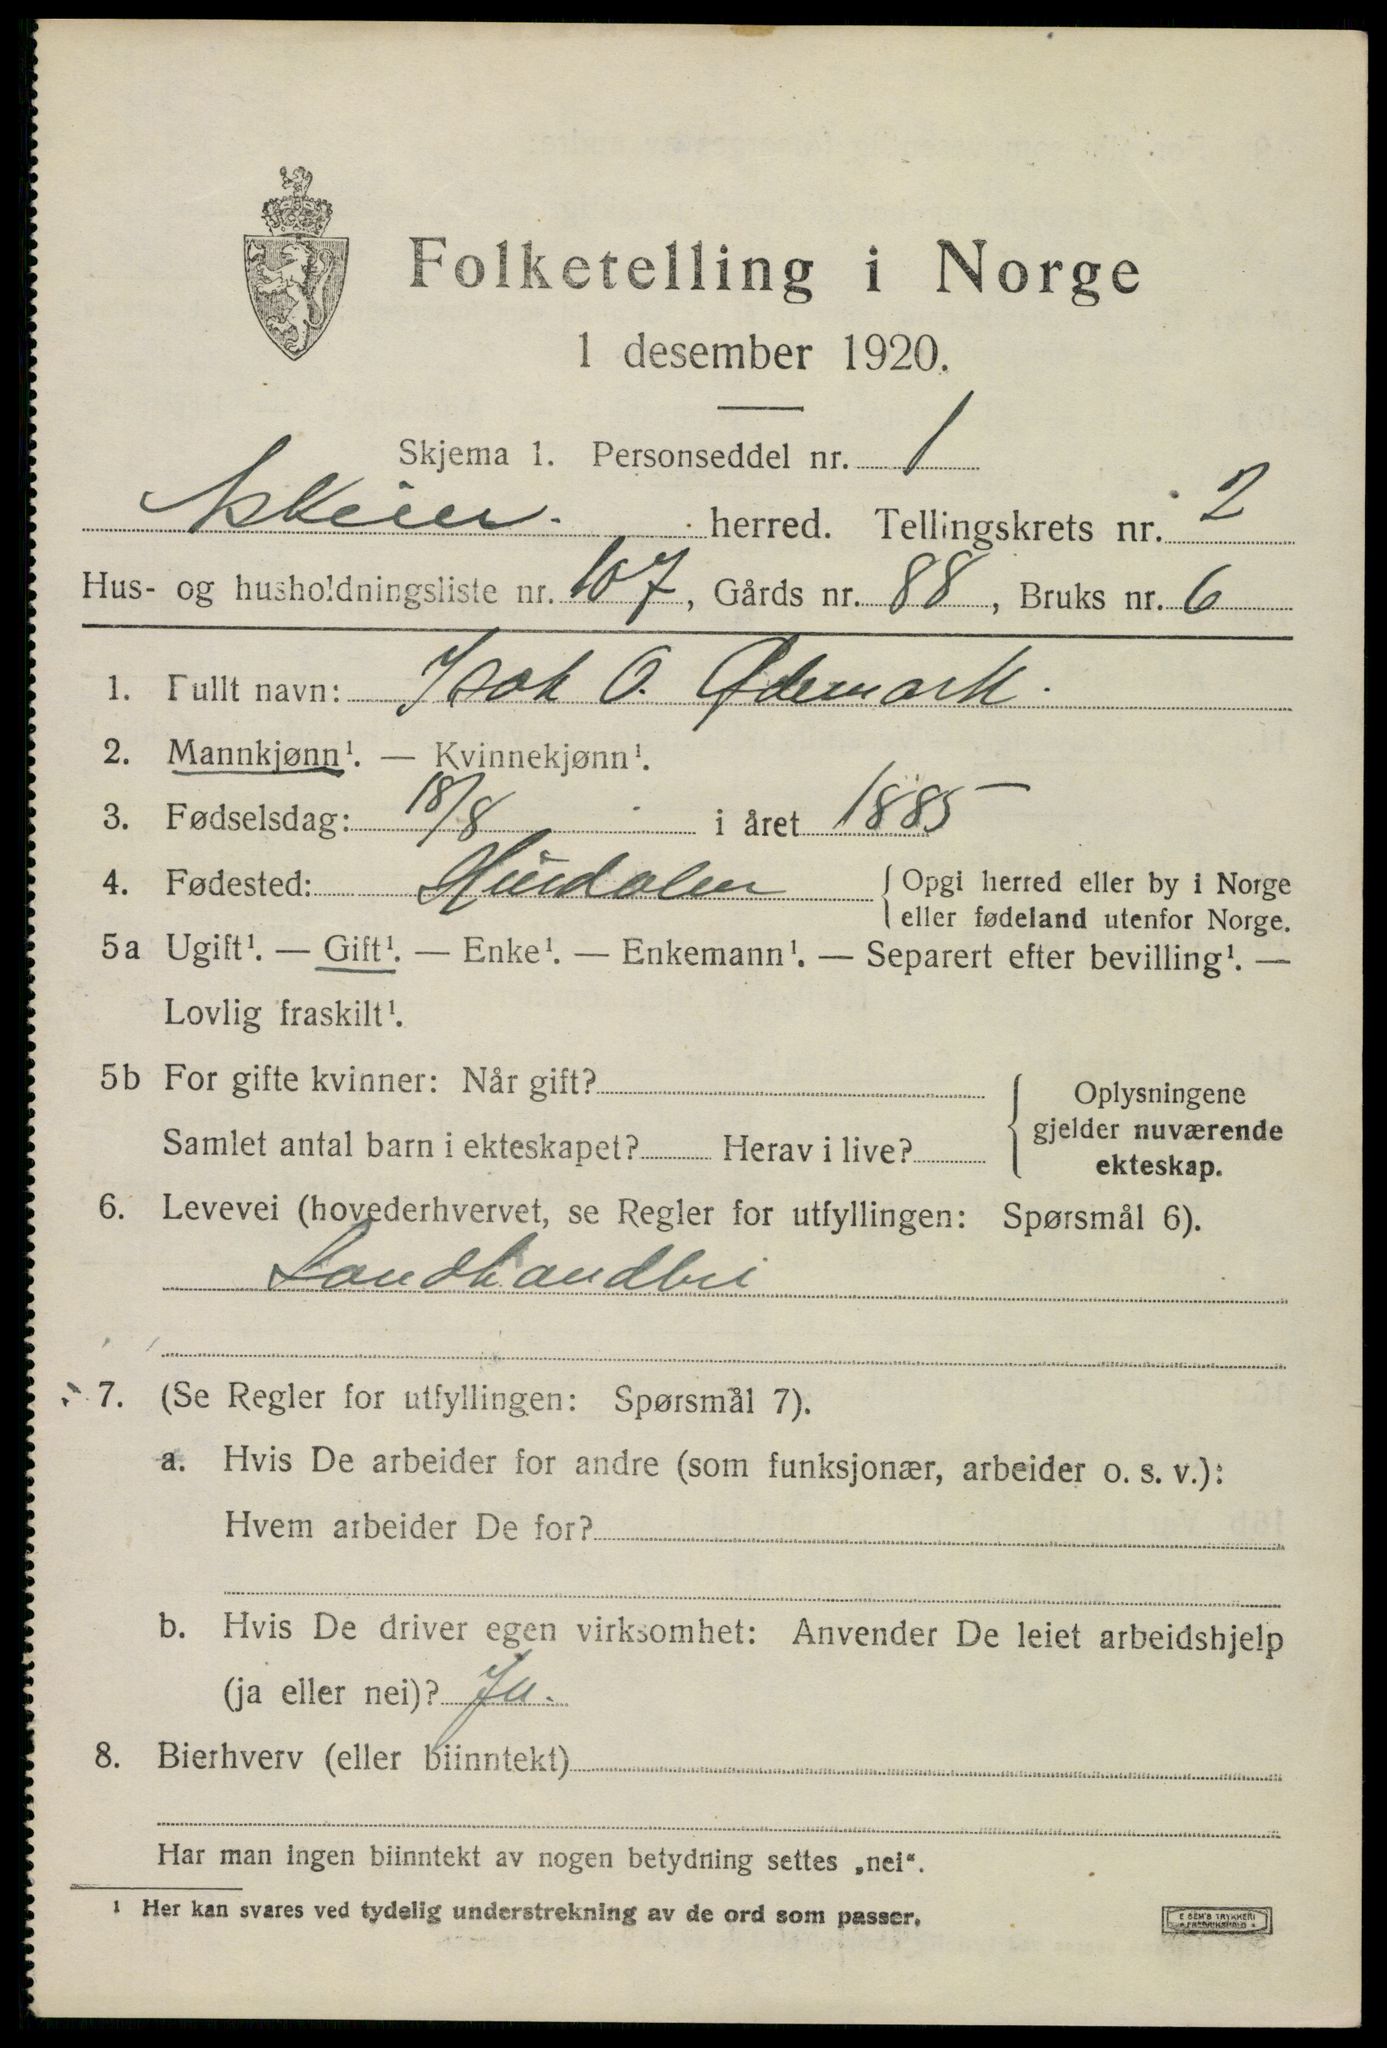 Folketelling i Norge
1 desember 1920.
Skjema 1. Personseddel nr. 1
Askim. herred. Tellingskrets nr. 2
Hus- og husholdningsliste nr. 107, Gårds nr. 88, Bruks nr. 6
1. Fullt navn: Isak O. Ødemark.
2. Mannkjønn¹. — Kvinnekjønn¹.
3. Fødselsdag: 18/8 i året 1885
4. Fødested: Hurdalen { Opgi herred eller by i Norge
eller fødeland utenfor Norge.
5a Ugift¹. — Gift¹. — Enke¹. — Enkemann¹. — Separert efter bevilling¹. —
Lovlig fraskilt¹.
5b For gifte kvinner: Når gift?
Samlet antal barn i ekteskapet? Herav i live?
{ Oplysningene
gjelder nuværende
ekteskap.
6. Levevei (hovederhvervet, se Regler for utfyllingen: Spørsmål 6).
Landhandleri
7. (Se Regler for utfyllingen: Spørsmål 7).
a. Hvis De arbeider for andre (som funksjonær, arbeider o. s. v.):
Hvem arbeider De for?
b. Hvis De driver egen virksomhet: Anvender De leiet arbeidshjelp
(ja eller nei)? Ja.
8. Bierhverv (eller biinntekt)
Har man ingen biinntekt av nogen betydning settes „nei“.
¹ Her kan svares ved tydelig understrekning av de ord som passer.
E SEM'S TRYKKERI
FREDRIKSHALD